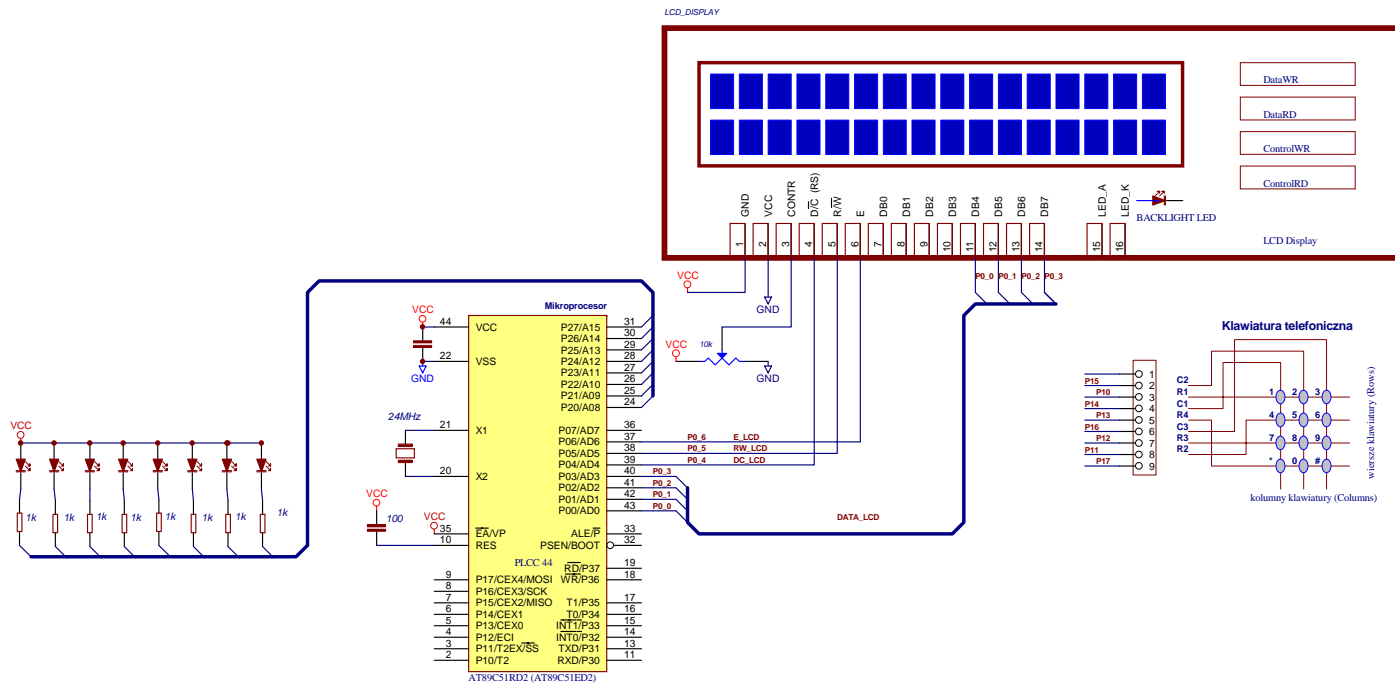 LCD_DISPLAY
DataWR
DataRD
ControlWR
ControlRD
GND
VCC
CONTR
D/C (RS)
R/W
E
DB0
DB1
DB2
DB3
DB4
DB5
DB6
DB7
LED_A
LED_K
BACKLIGHT LED
1
2
3
4
5
6
7
8
9
10
11
12
13
14
15
16
LCD Display
VCC
GND
P0_0
P0_1
P0_2
P0_3
VCC
10k
GND
Mikroprocesor
VCC
GND
44 VCC
22 VSS
24MHz
21 X1
20 X2
VCC
100
VCC
35 EA/VP
10 RES
PLCC 44
9 P17/CEX4/MOSI
8 P16/CEX3/SCK
7 P15/CEX2/MISO
6 P14/CEX1
5 P13/CEX0
4 P12/ECI
3 P11/T2EX/SS
2 P10/T2
P27/A15 31
P26/A14 30
P25/A13 29
P24/A12 28
P23/A11 27
P22/A10 26
P21/A09 25
P20/A08 24
P07/AD7 36
P06/AD6 37 P0_6 E_LCD
P05/AD5 38 P0_5 RW_LCD
P04/AD4 39 P0_4 DC_LCD
P03/AD3 40 P0_3
P02/AD2 41 P0_2
P01/AD1 42 P0_1
P00/AD0 43 P0_0
DATA_LCD
ALE/P 33
PSEN/BOOT 32
RD/P37 19
WR/P36 18
T1/P35 17
T0/P34 16
INT1/P33 15
INT0/P32 14
TXD/P31 13
RXD/P30 11
AT89C51RD2 (AT89C51ED2)
VCC
1k 1k 1k 1k 1k 1k 1k 1k
Klawiatura telefoniczna
1
P15 2
P10 3
P14 4
P13 5
P16 6
P12 7
P11 8
P17 9
C2
R1
C1
R4
C3
R3
R2
1 2 3
4 5 6
7 8 9
* 0 #
wiersze klawiatury (Rows)
kolumny klawiatury (Columns)